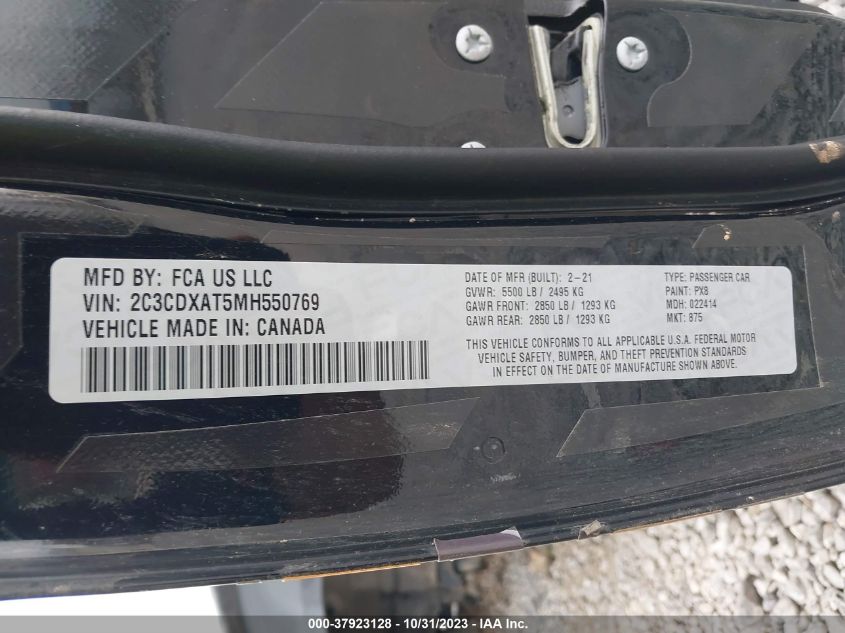 MFD BY: FCA US LLC
VIN: 2C3CDXAT5MH550769
VEHICLE MADE IN: CANADA
DATE OF MFR (BUILT): 2-21
GVWR: 5500 LB / 2495 KG
GAWR FRONT: 2850 LB / 1293 KG
GAWR REAR: 2850 LB / 1293 KG
TYPE: PASSENGER CAR
PAINT: PX8
MDH: 022414
MKT: 875
THIS VEHICLE CONFORMS TO ALL APPLICABLE U.S.A. FEDERAL MOTOR
VEHICLE SAFETY, BUMPER, AND THEFT PREVENTION STANDARDS
IN EFFECT ON THE DATE OF MANUFACTURE SHOWN ABOVE.
000-37923128 - 10/31/2023 - IAA Inc.